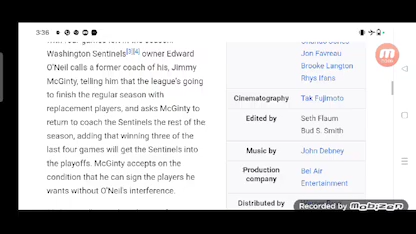 3:36
with four games left in the season.
Washington Sentinels[3][4] owner Edward
O'Neil calls a former coach of his, Jimmy
McGinty, telling him that the league's going
to finish the regular season with
replacement players, and asks McGinty to
return to coach the Sentinels the rest of the
season, adding that winning three of the
last four games will get the Sentinels into
the playoffs. McGinty accepts on the
condition that he can sign the players he
wants without O'Neil's interference.
Orlando Jones
Jon Favreau
Brooke Langton
Rhys Ifans
Cinematography Tak Fujimoto
Edited by Seth Flaum
Bud S. Smith
Music by John Debney
Production
company
Bel Air
Entertainment
Distributed by
Recorded by
Mobizen